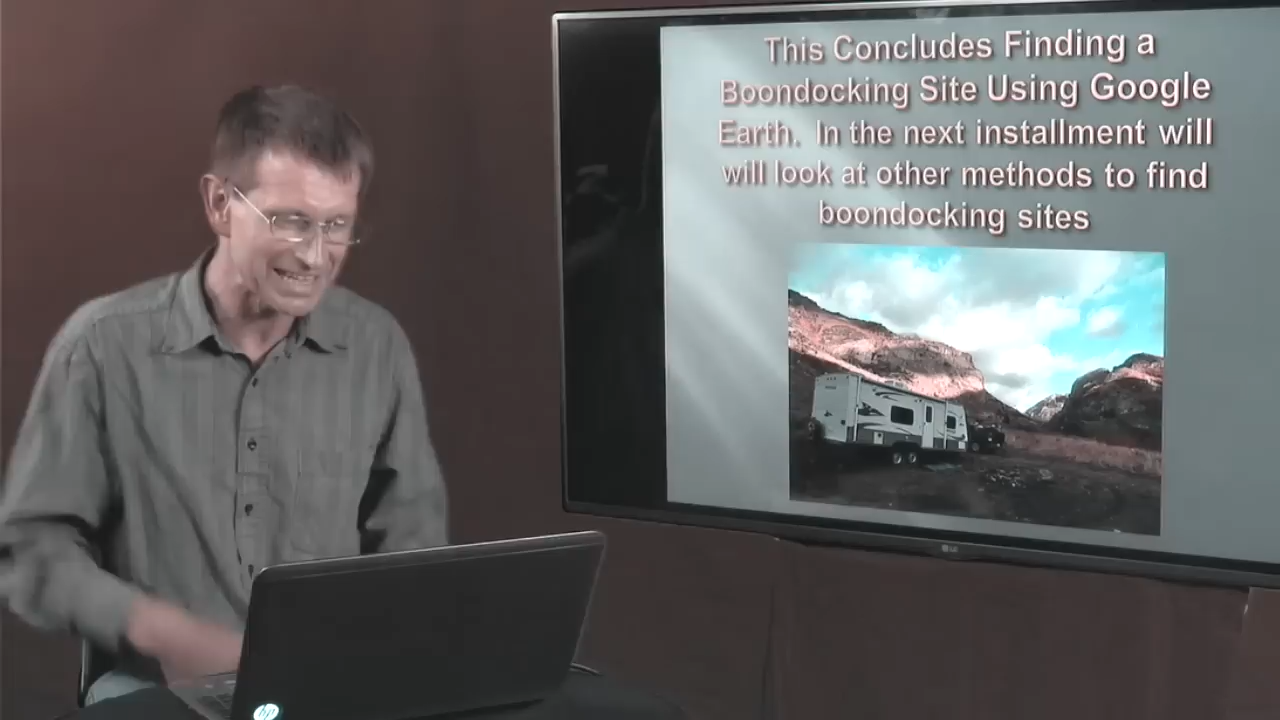 This Concludes Finding a
Boondocking Site Using Google
Earth. In the next installment will
will look at other methods to find
boondocking sites
LG
hp